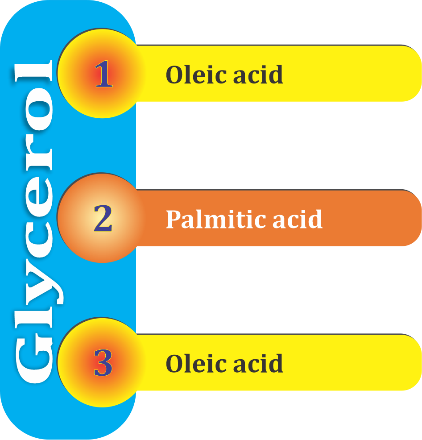 Glycerol
1 Oleic acid
2 Palmitic acid
3 Oleic acid